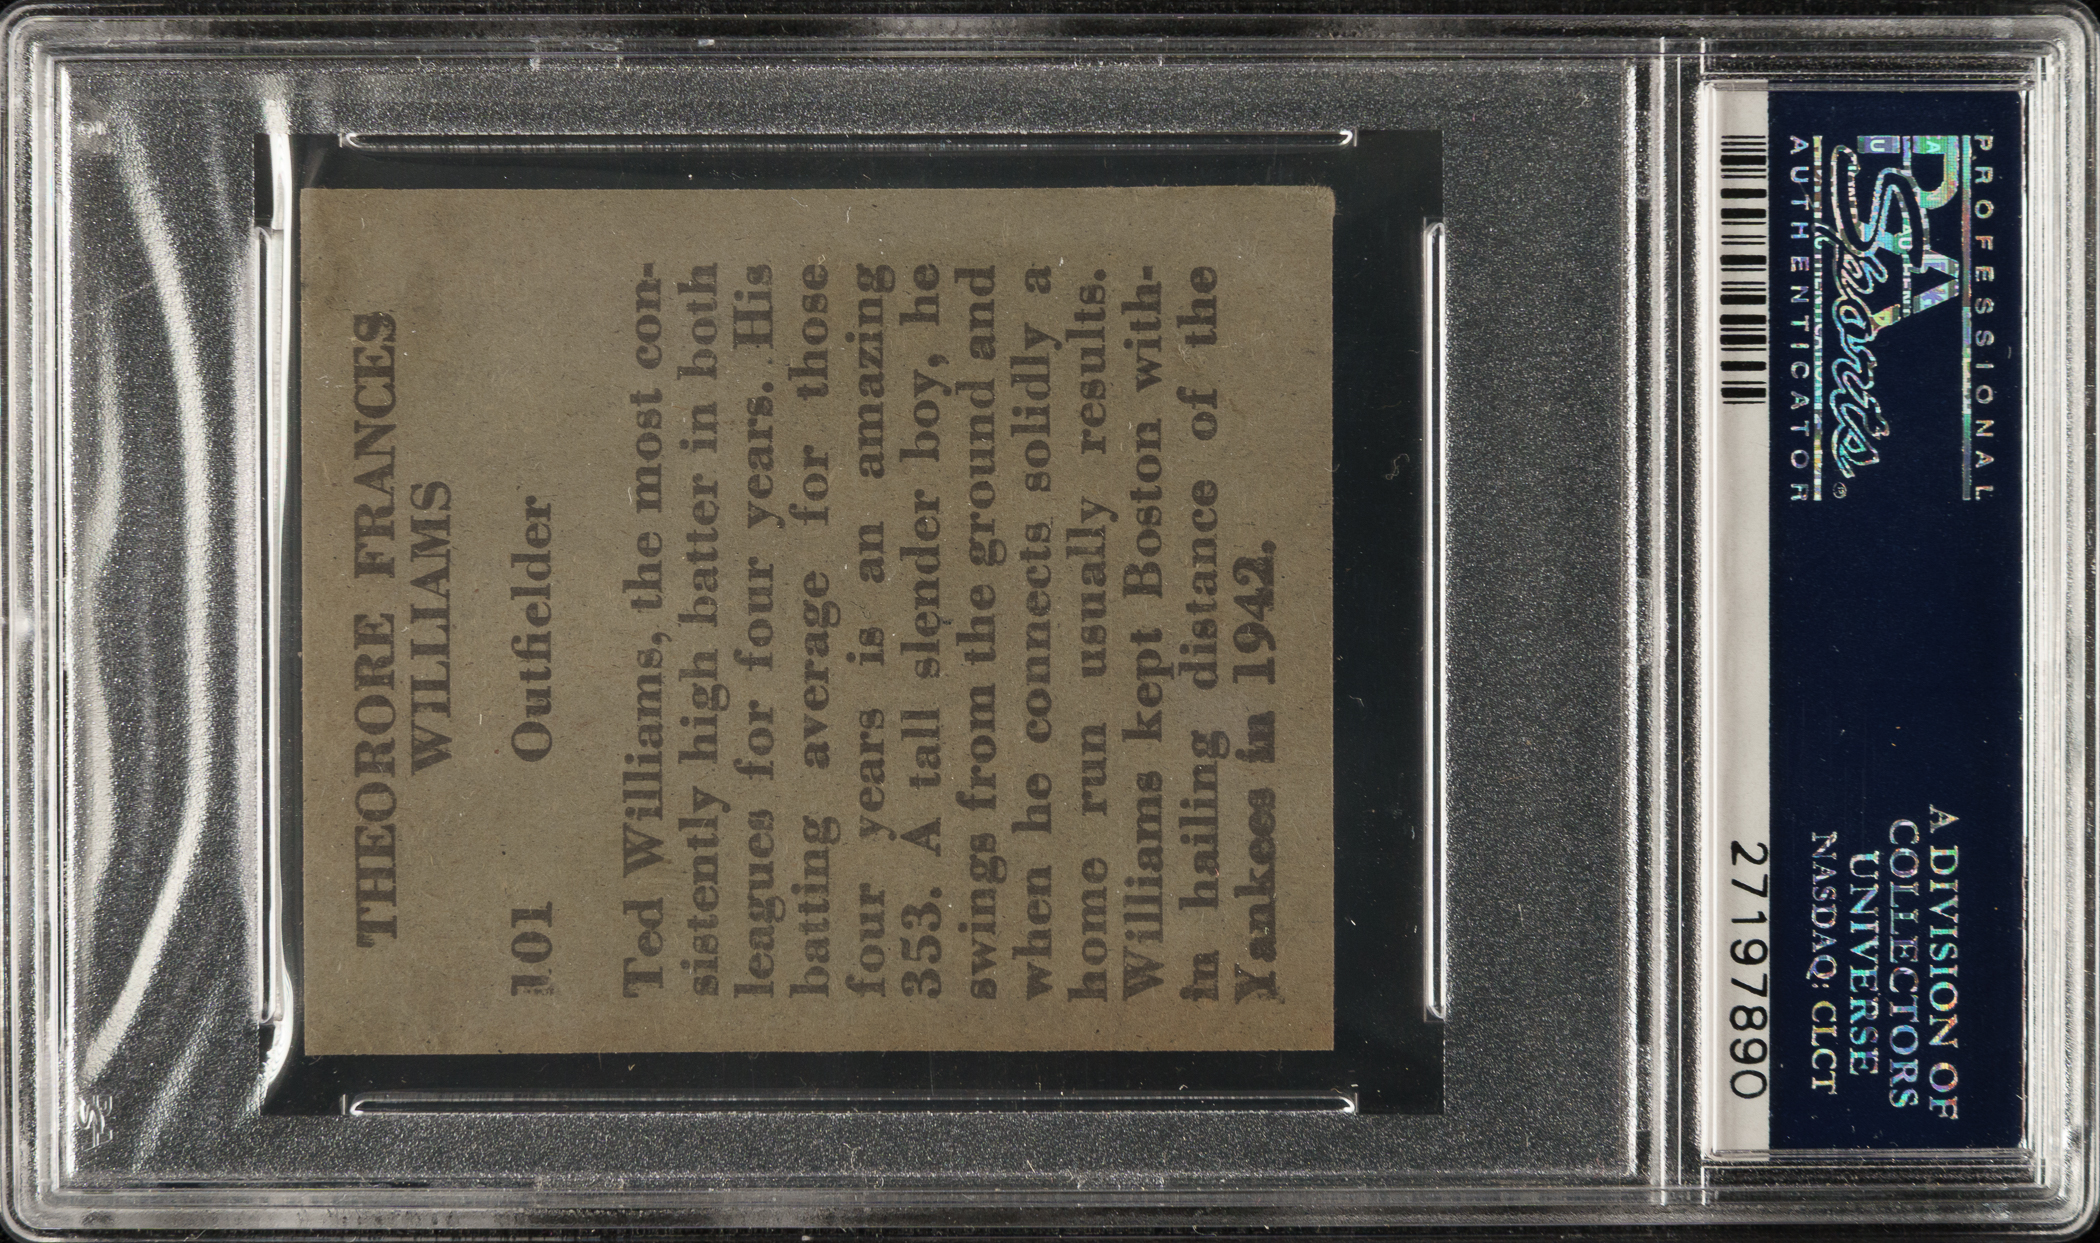 THEORORE FRANCES
WILLIAMS
101 Outfielder
Ted Williams, the most con-
sistently high batter in both
leagues for four years. His
batting average for those
four years is an amazing
353. A tall slender boy, he
swings from the ground and
when he connects solidly a
home run usually results.
Williams kept Boston with-
in hailing distance of the
Yankees in 1942.
PROFESSIONAL
PSA
Sports®
AUTHENTICATOR
A DIVISION OF
COLLECTORS
UNIVERSE
NASDAQ: CLCT
27197890